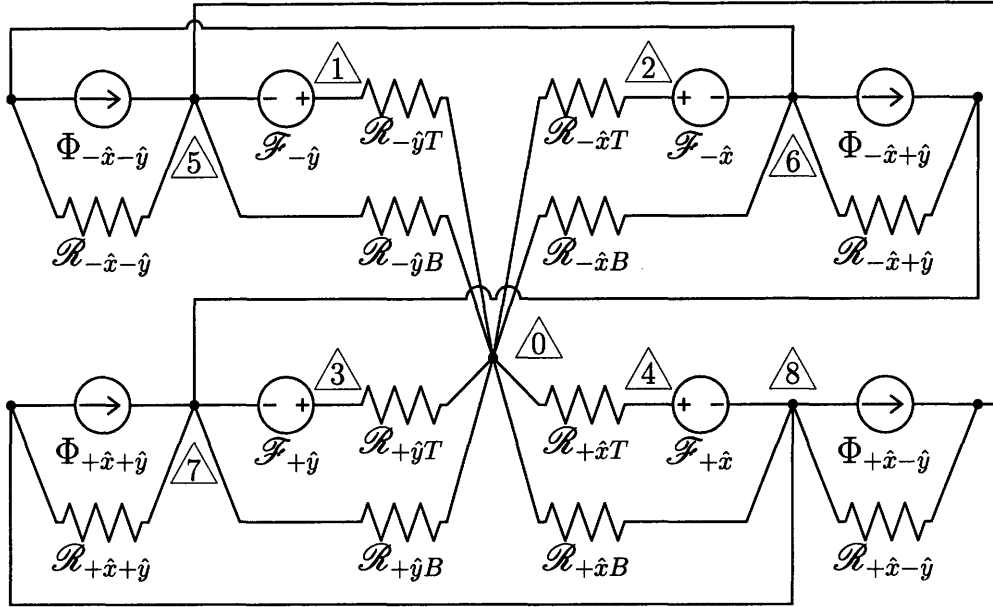 1 2
- + + -
Φ₋x̂₋ŷ ℱ₋ŷ ℛ₋ŷT ℛ₋x̂T ℱ₋x̂ Φ₋x̂₊ŷ
5 6
ℛ₋x̂₋ŷ ℛ₋ŷB ℛ₋x̂B ℛ₋x̂₊ŷ
0
3 4 8
- + + -
Φ₊x̂₊ŷ ℱ₊ŷ ℛ₊ŷT ℛ₊x̂T ℱ₊x̂ Φ₊x̂₋ŷ
7
ℛ₊x̂₊ŷ ℛ₊ŷB ℛ₊x̂B ℛ₊x̂₋ŷ